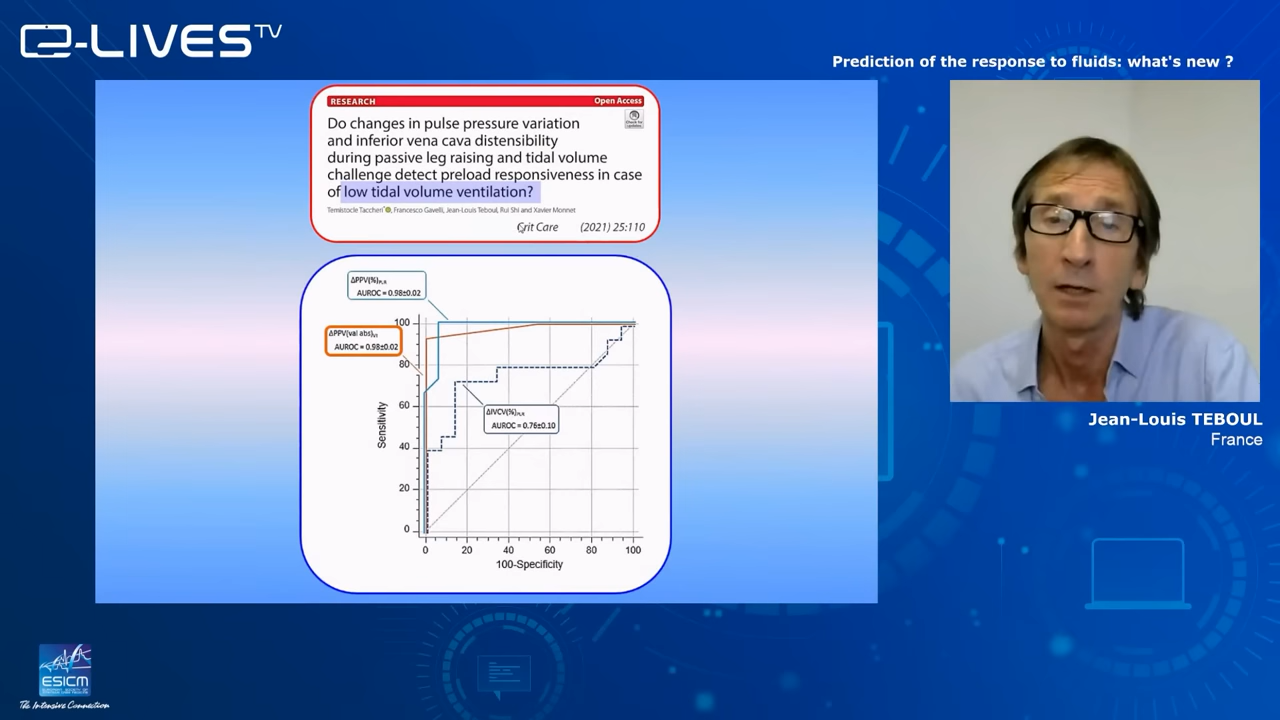 e-LIVES TV
Prediction of the response to fluids: what's new ?
RESEARCH
Open Access
Do changes in pulse pressure variation
and inferior vena cava distensibility
during passive leg raising and tidal volume
challenge detect preload responsiveness in case
of low tidal volume ventilation?
Temistocle Taccheri*, Francesco Gavelli, Jean-Louis Teboul, Rui Shi and Xavier Monnet
Crit Care (2021) 25:110
ΔPPV(%)PLR
AUROC = 0.98±0.02
ΔPPV(val abs)VT
AUROC = 0.98±0.02
ΔIVCV(%)PLR
AUROC = 0.76±0.10
Sensitivity
100
80
60
40
20
0
0 20 40 60 80 100
100-Specificity
Jean-Louis TEBOUL
France
ESICM
The Intensive Connection